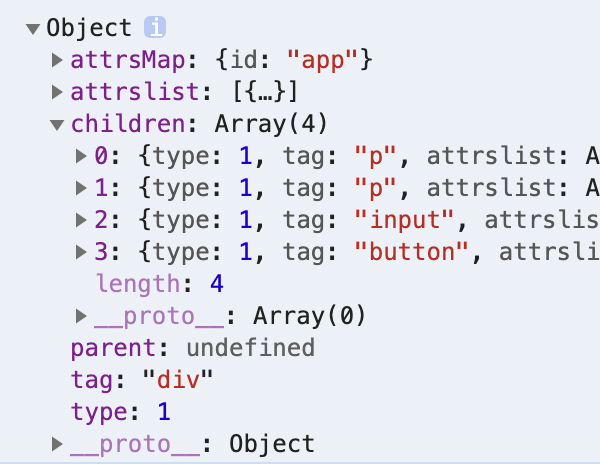 Object i
attrsMap: {id: "app"}
attrslist: [{…}]
children: Array(4)
0: {type: 1, tag: "p", attrslist: A
1: {type: 1, tag: "p", attrslist: A
2: {type: 1, tag: "input", attrslis
3: {type: 1, tag: "button", attrsli
length: 4
__proto__: Array(0)
parent: undefined
tag: "div"
type: 1
__proto__: Object